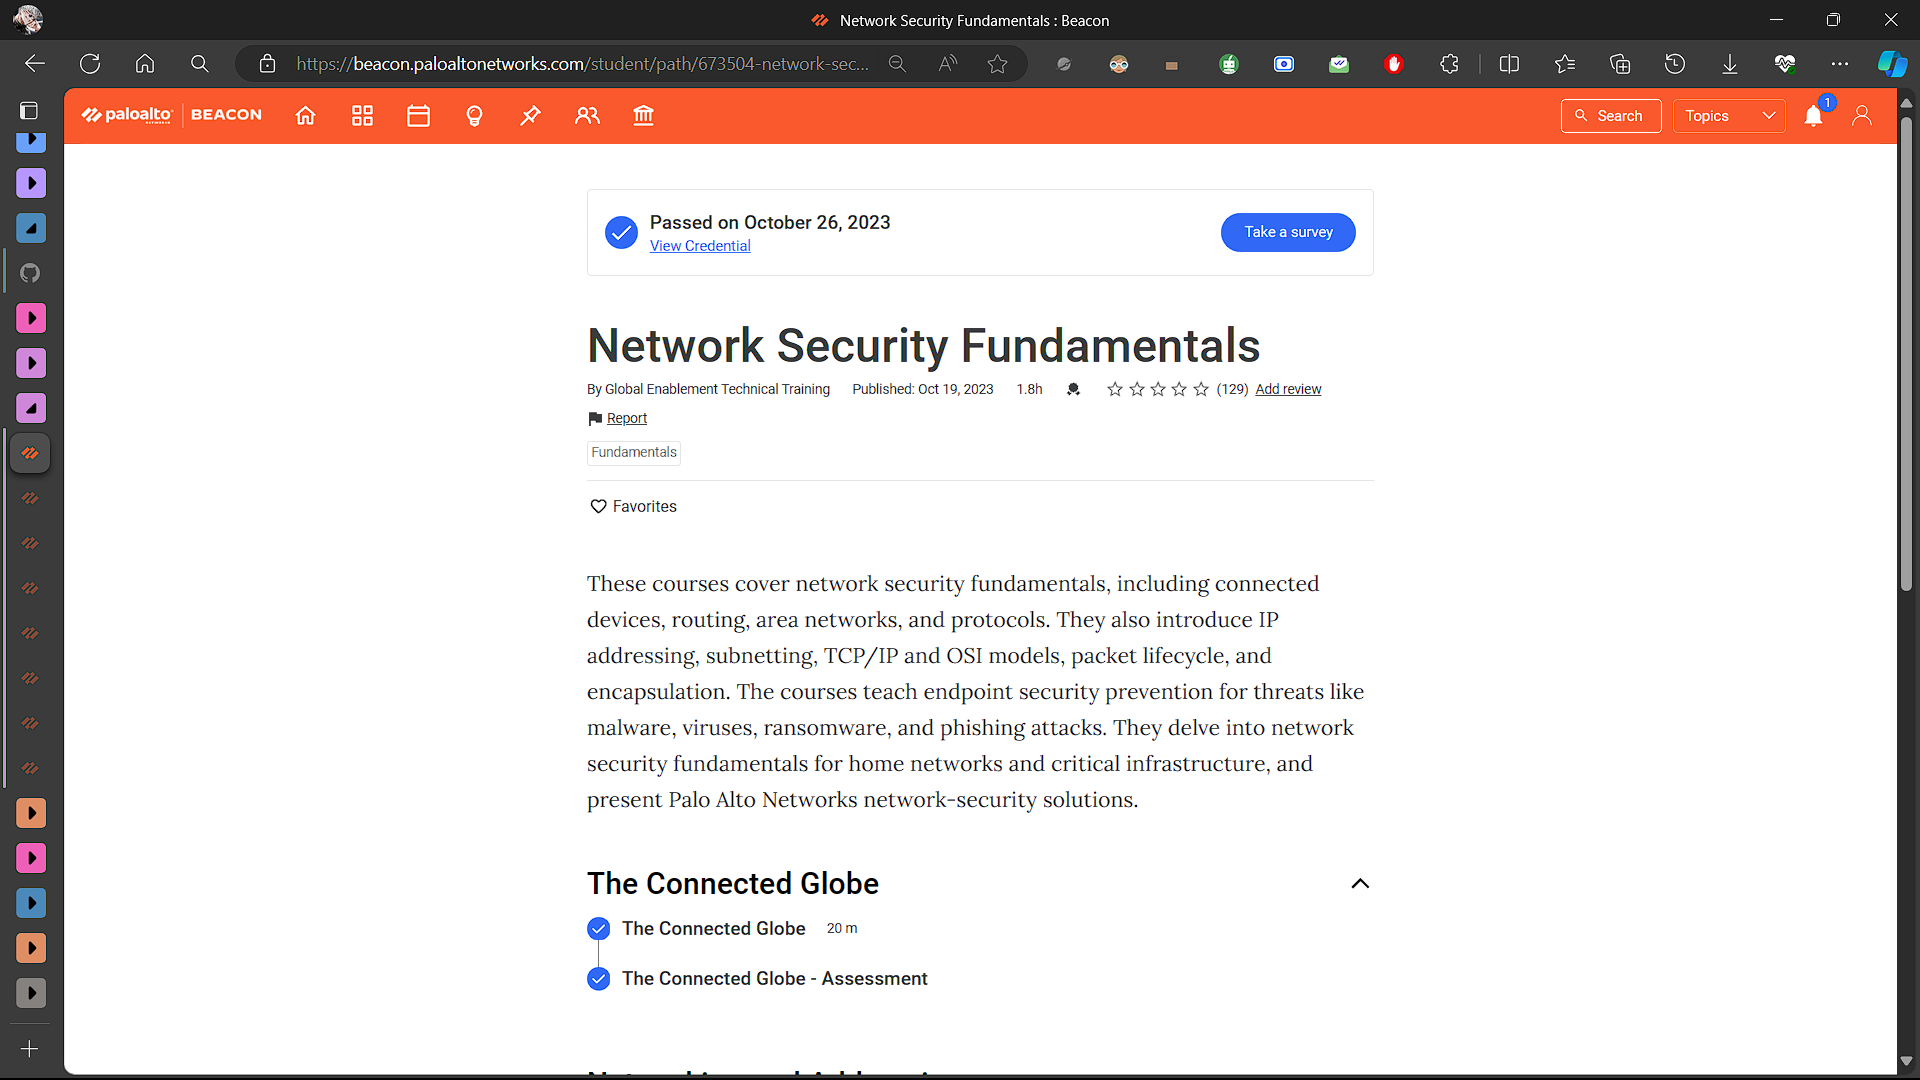 Network Security Fundamentals : Beacon
https://beacon.paloaltonetworks.com/student/path/673504-network-sec...
paloalto
NETWORKS
BEACON
Search
Topics
1
Passed on October 26, 2023
View Credential
Take a survey
Network Security Fundamentals
By Global Enablement Technical Training Published: Oct 19, 2023 1.8h (129) Add review
Report
Fundamentals
Favorites
These courses cover network security fundamentals, including connected
devices, routing, area networks, and protocols. They also introduce IP
addressing, subnetting, TCP/IP and OSI models, packet lifecycle, and
encapsulation. The courses teach endpoint security prevention for threats like
malware, viruses, ransomware, and phishing attacks. They delve into network
security fundamentals for home networks and critical infrastructure, and
present Palo Alto Networks network-security solutions.
The Connected Globe
The Connected Globe 20 m
The Connected Globe - Assessment